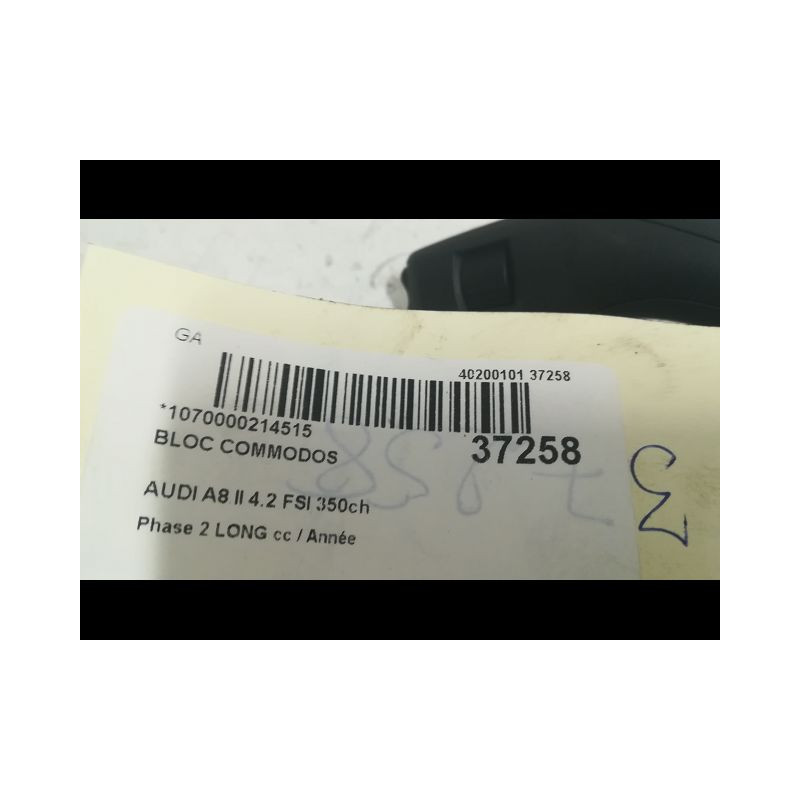 GA
40200101 37258
*1070000214515
37258
BLOC COMMODOS
AUDI A8 II 4.2 FSI 350ch
Phase 2 LONG cc / Année
3